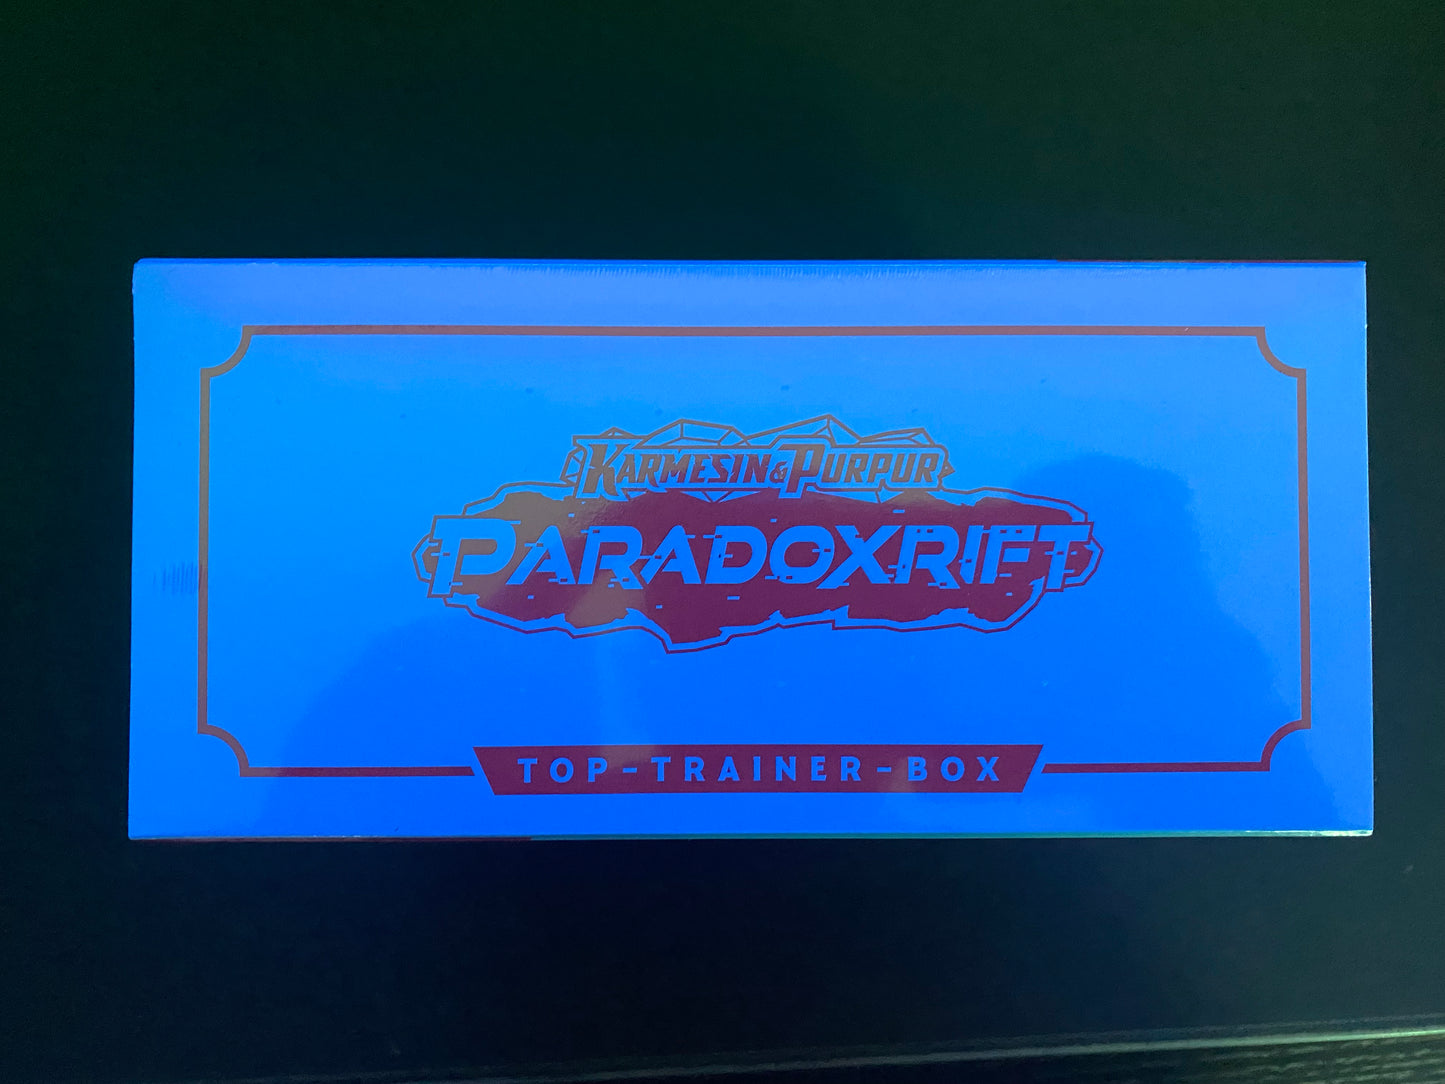 KARMESIN & PURPUR
PARADOXRIFT
TOP-TRAINER-BOX